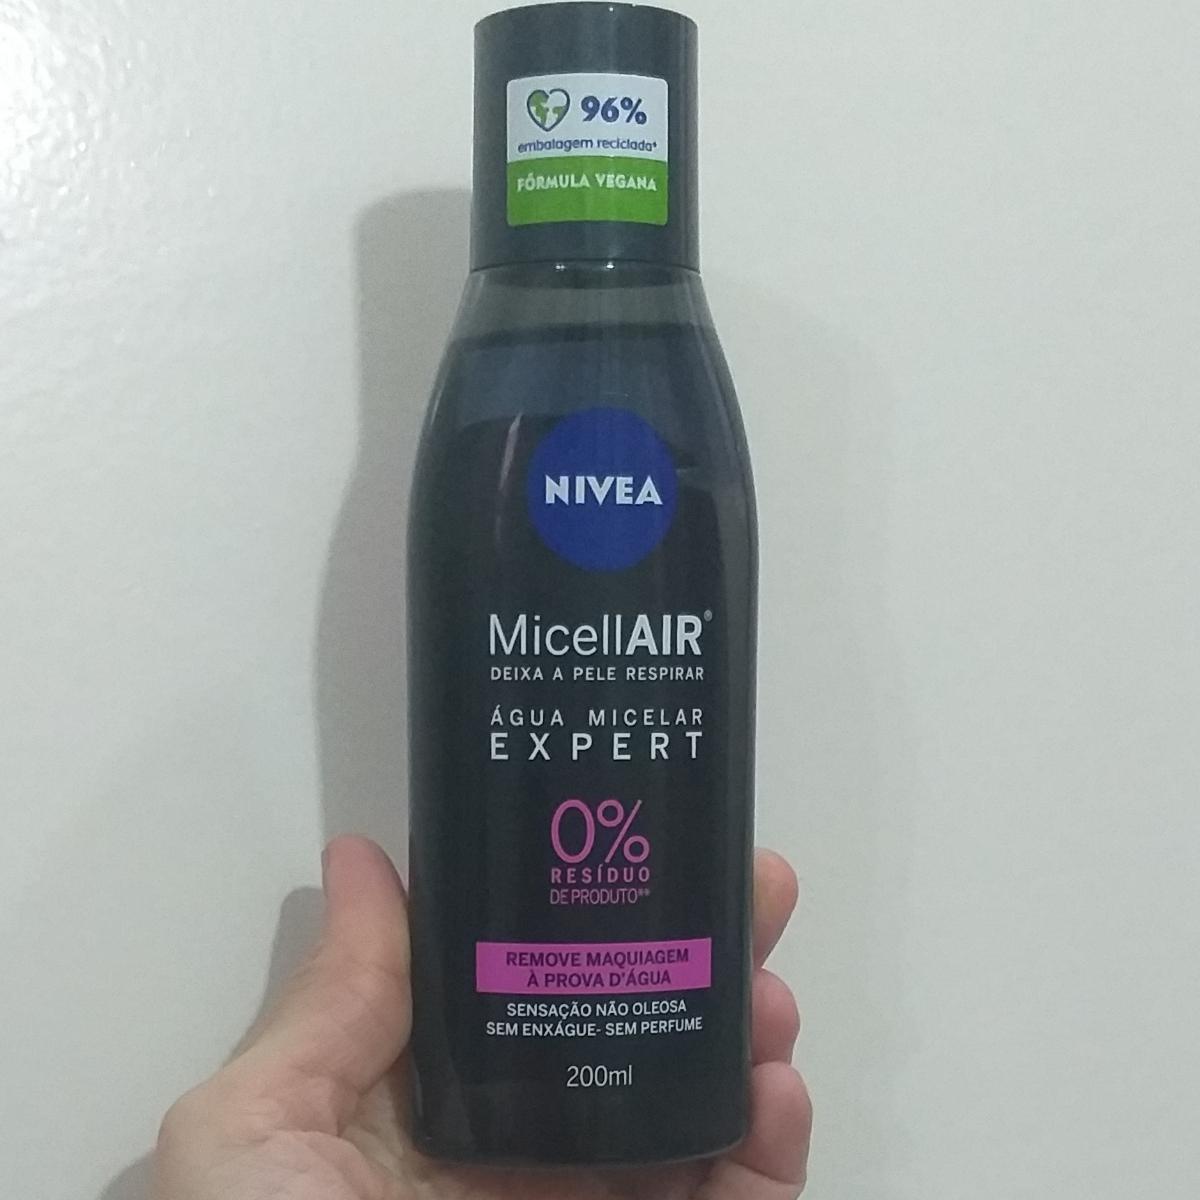 96%
embalagem reciclada*
FÓRMULA VEGANA
NIVEA
MicellAIR®
DEIXA A PELE RESPIRAR
ÁGUA MICELAR
EXPERT
0%
RESÍDUO
DE PRODUTO**
REMOVE MAQUIAGEM
À PROVA D'ÁGUA
SENSAÇÃO NÃO OLEOSA
SEM ENXÁGUE- SEM PERFUME
200ml